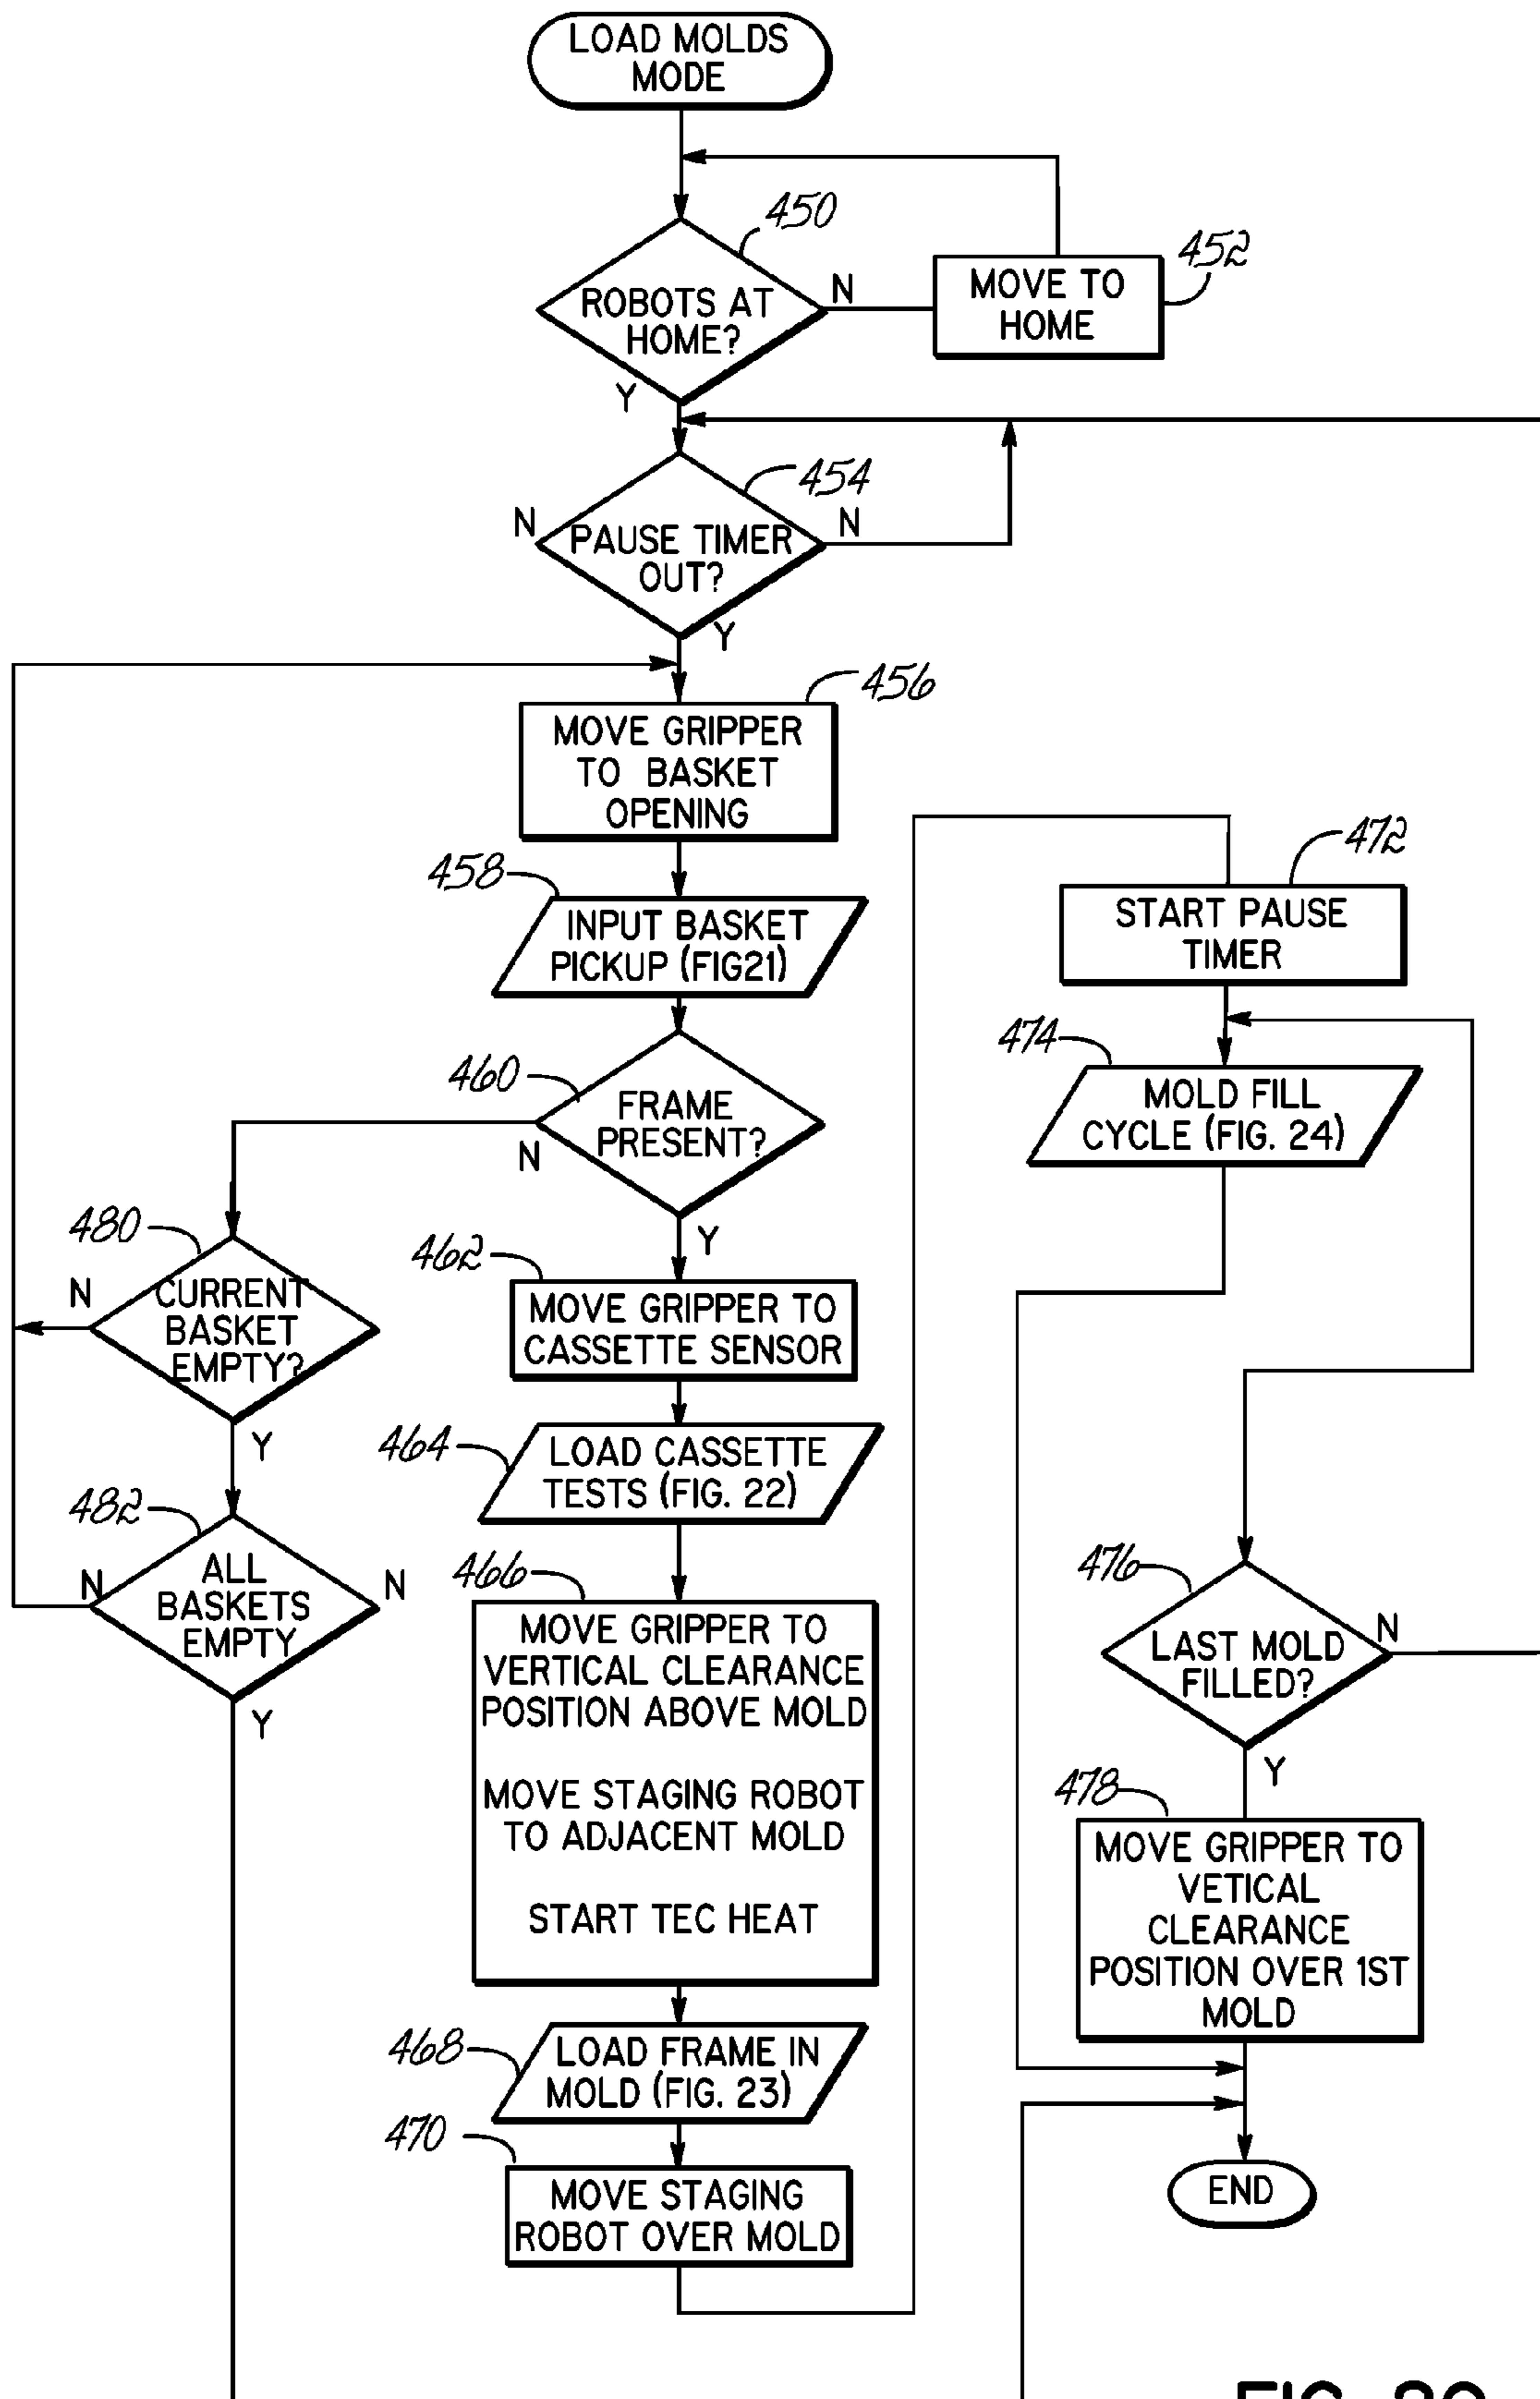 LOAD MOLDS
MODE
450
ROBOTS AT
HOME?
N
Y
MOVE TO
HOME
452
454
N
PAUSE TIMER
OUT?
N
Y
456
MOVE GRIPPER
TO BASKET
OPENING
458
INPUT BASKET
PICKUP (FIG21)
460
FRAME
PRESENT?
N
Y
462
MOVE GRIPPER TO
CASSETTE SENSOR
464
LOAD CASSETTE
TESTS (FIG. 22)
466
MOVE GRIPPER TO
VERTICAL CLEARANCE
POSITION ABOVE MOLD
MOVE STAGING ROBOT
TO ADJACENT MOLD
START TEC HEAT
468
LOAD FRAME IN
MOLD (FIG. 23)
470
MOVE STAGING
ROBOT OVER MOLD
480
N
CURRENT
BASKET
EMPTY?
Y
482
N
ALL
BASKETS
EMPTY
N
Y
472
START PAUSE
TIMER
474
MOLD FILL
CYCLE (FIG. 24)
476
LAST MOLD
FILLED?
N
Y
478
MOVE GRIPPER TO
VETICAL
CLEARANCE
POSITION OVER 1ST
MOLD
END